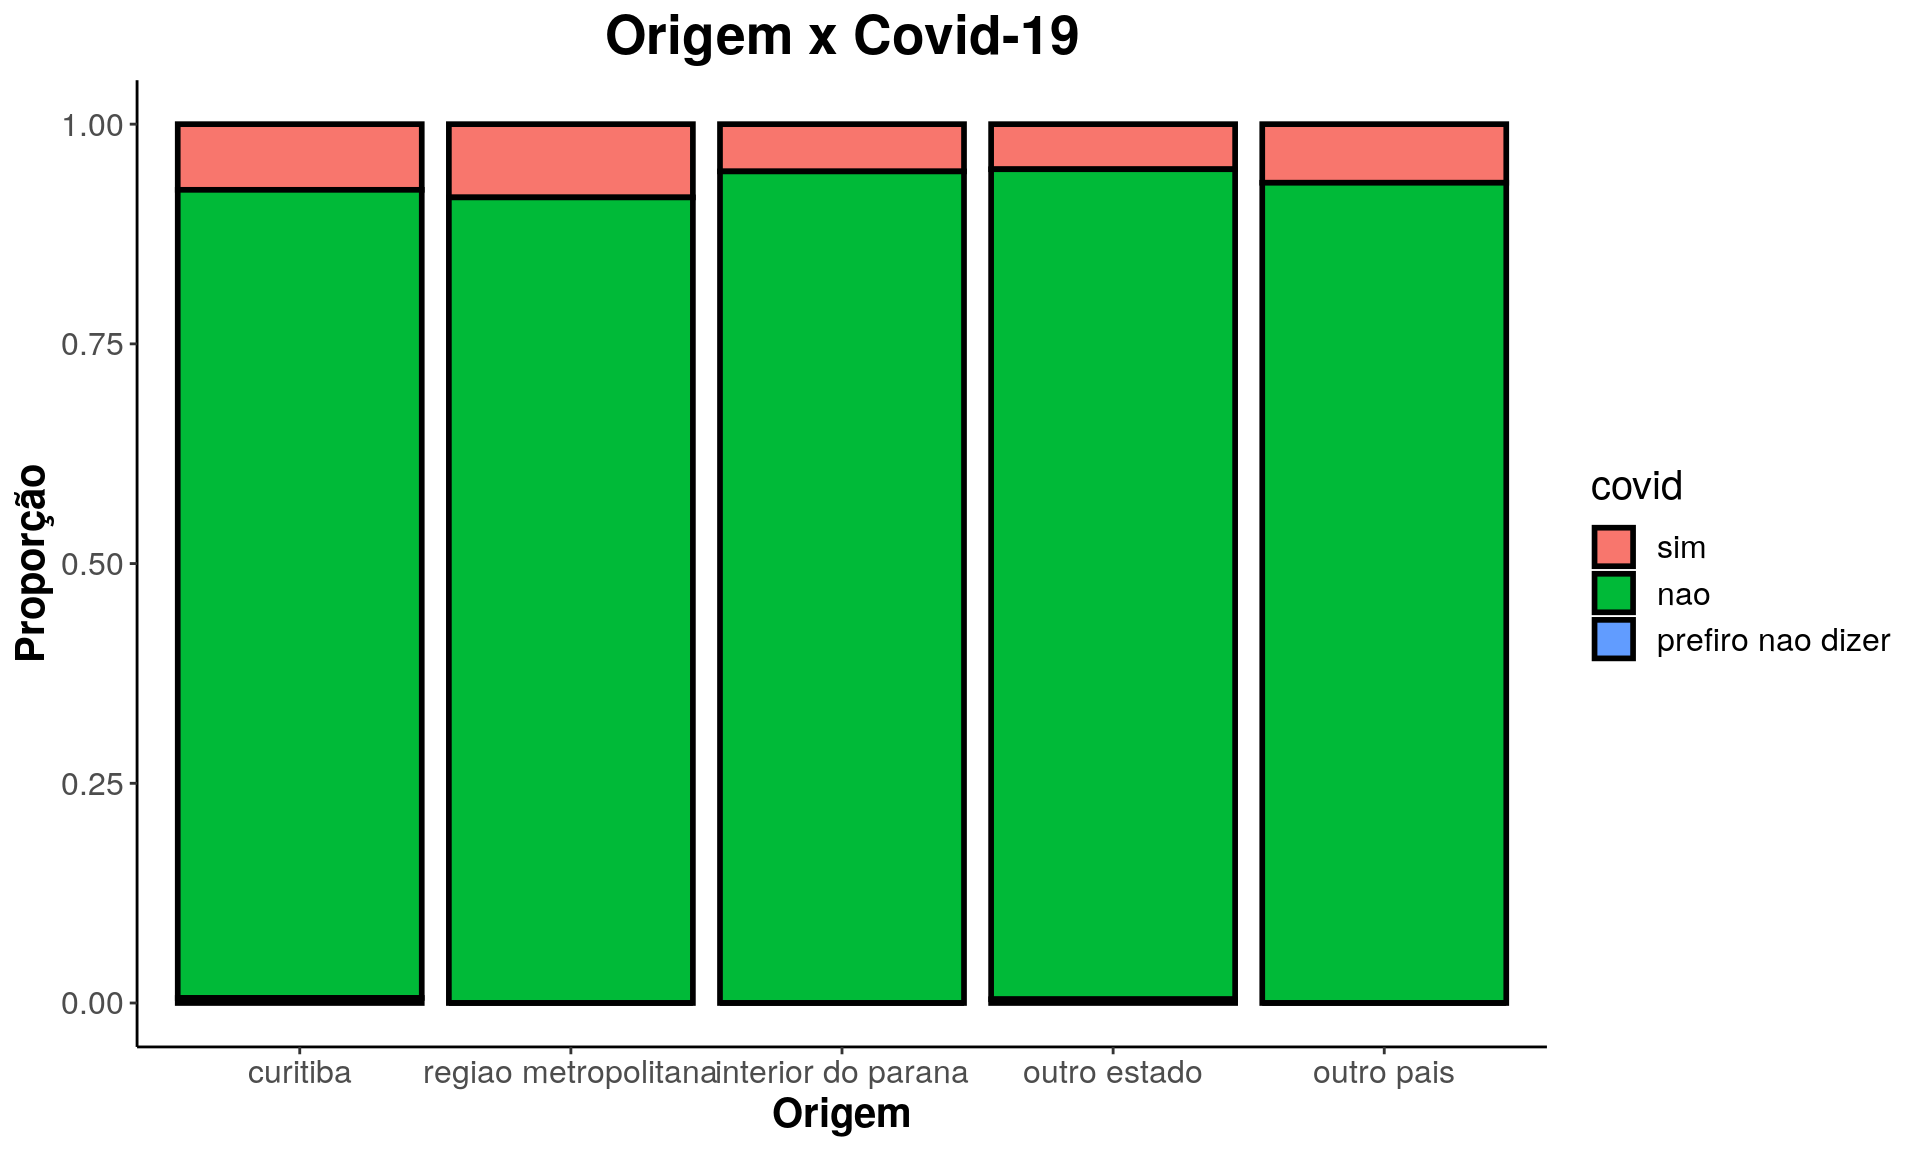 Origem x Covid-19
Proporção
1.00
0.75
0.50
0.25
0.00
curitiba
regiao metropolitana
interior do parana
outro estado
outro pais
Origem
covid
sim
nao
prefiro nao dizer